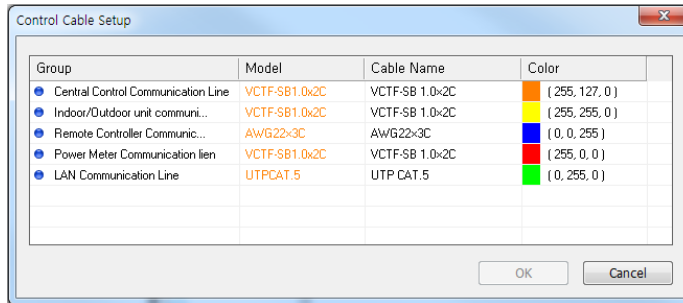 Control Cable Setup
Group Model Cable Name Color
Central Control Communication Line VCTF-SB1.0x2C VCTF-SB 1.0×2C ( 255, 127, 0 )
Indoor/Outdoor unit communi... VCTF-SB1.0x2C VCTF-SB 1.0×2C ( 255, 255, 0 )
Remote Controller Communic... AWG22×3C AWG22×3C ( 0, 0, 255 )
Power Meter Communication lien VCTF-SB1.0x2C VCTF-SB 1.0×2C ( 255, 0, 0 )
LAN Communication Line UTPCAT.5 UTP CAT.5 ( 0, 255, 0 )
OK Cancel